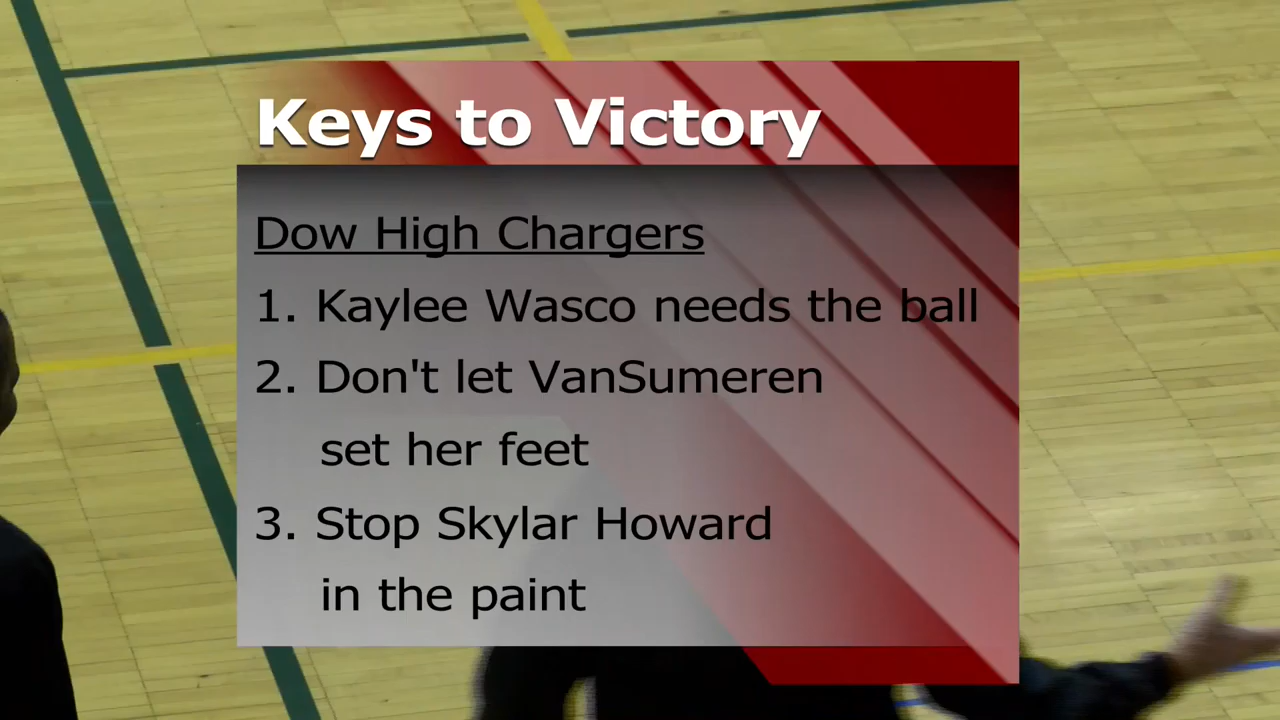 Keys to Victory
Dow High Chargers
1. Kaylee Wasco needs the ball
2. Don't let VanSumeren
set her feet
3. Stop Skylar Howard
in the paint